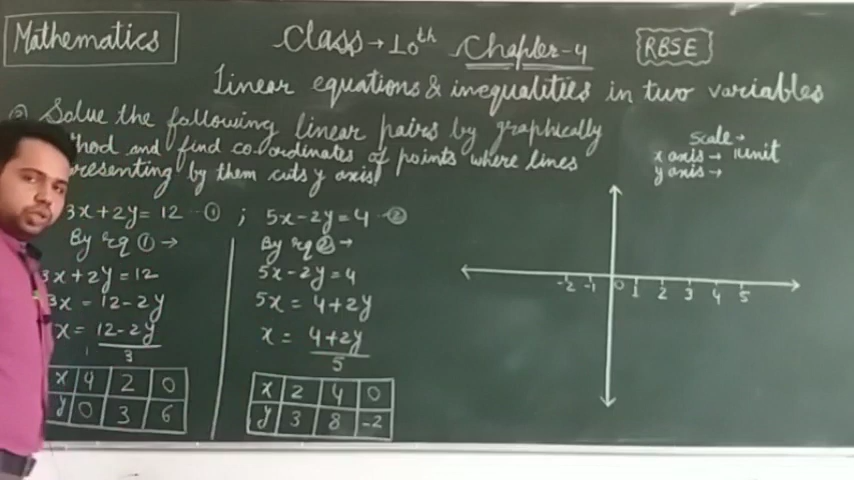 Mathematics
Class → 10th Chapter-4
RBSE
Linear equations & inequalities in two variables
Solve the following linear pairs by graphically
and find co-ordinates of points where lines
presenting by them cuts y axis
Scale →
x axis → 1unit
y axis →
3x+2y=12 - ① ; 5x-2y=4 - ②
By eq ① →
3x+2y=12
3x = 12-2y
x = 12-2y
3
x 4 2 0
y 0 3 6
By eq ② →
5x-2y=4
5x = 4+2y
x = 4+2y
5
x 2 4 0
y 3 8 -2
-2 -1 0 1 2 3 4 5